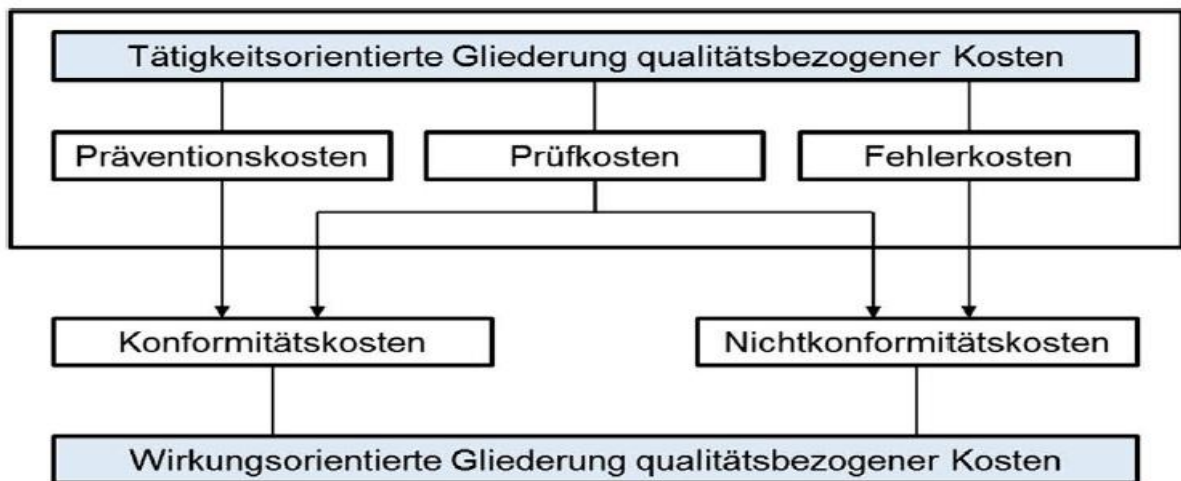 Tätigkeitsorientierte Gliederung qualitätsbezogener Kosten
Präventionskosten
Prüfkosten
Fehlerkosten
Konformitätskosten
Nichtkonformitätskosten
Wirkungsorientierte Gliederung qualitätsbezogener Kosten